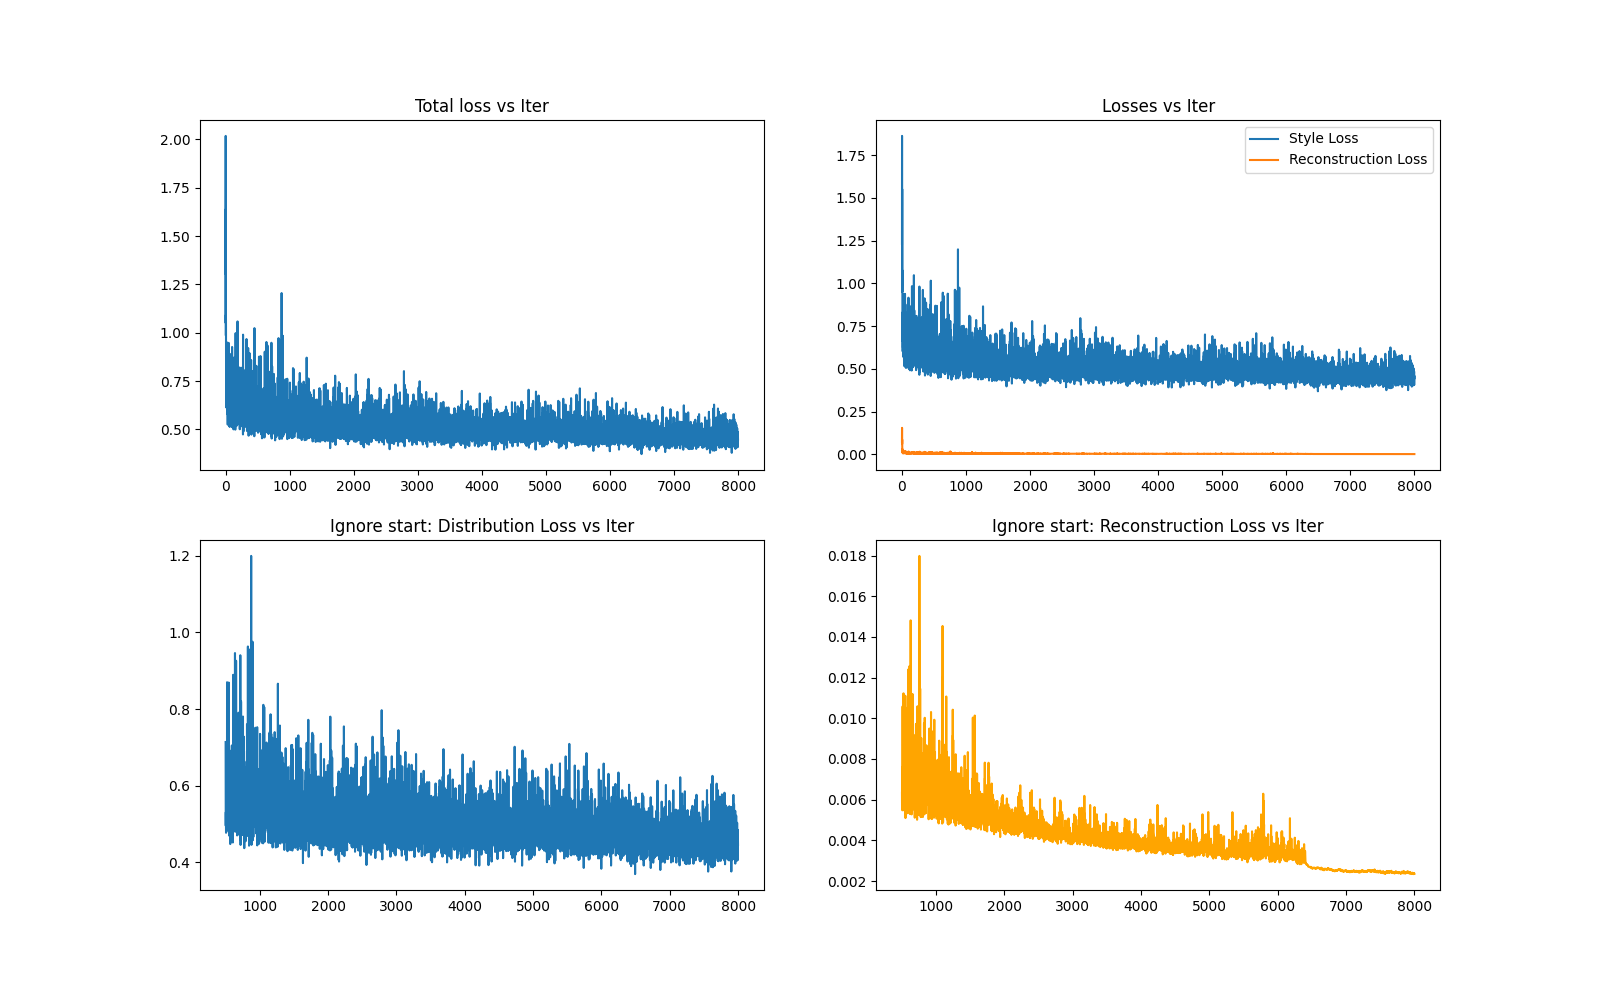 Total loss vs Iter
2.00
1.75
1.50
1.25
1.00
0.75
0.50
0 1000 2000 3000 4000 5000 6000 7000 8000
Losses vs Iter
Style Loss
Reconstruction Loss
1.75
1.50
1.25
1.00
0.75
0.50
0.25
0.00
0 1000 2000 3000 4000 5000 6000 7000 8000
Ignore start: Distribution Loss vs Iter
1.2
1.0
0.8
0.6
0.4
1000 2000 3000 4000 5000 6000 7000 8000
Ignore start: Reconstruction Loss vs Iter
0.018
0.016
0.014
0.012
0.010
0.008
0.006
0.004
0.002
1000 2000 3000 4000 5000 6000 7000 8000